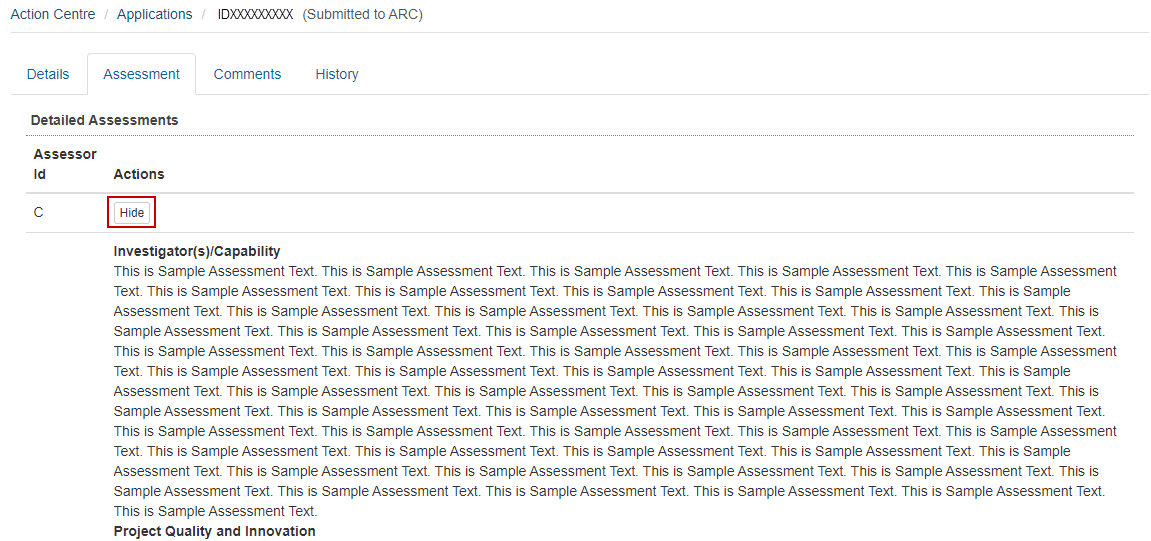 Action Centre / Applications / IDXXXXXXXXX (Submitted to ARC)
Details Assessment Comments History
Detailed Assessments
Assessor
Id Actions
C Hide
Investigator(s)/Capability
This is Sample Assessment Text. This is Sample Assessment Text. This is Sample Assessment Text. This is Sample Assessment Text. This is Sample Assessment
Text. This is Sample Assessment Text. This is Sample Assessment Text. This is Sample Assessment Text. This is Sample Assessment Text. This is Sample
Assessment Text. This is Sample Assessment Text. This is Sample Assessment Text. This is Sample Assessment Text. This is Sample Assessment Text. This is
Sample Assessment Text. This is Sample Assessment Text. This is Sample Assessment Text. This is Sample Assessment Text. This is Sample Assessment Text.
This is Sample Assessment Text. This is Sample Assessment Text. This is Sample Assessment Text. This is Sample Assessment Text. This is Sample Assessment
Text. This is Sample Assessment Text. This is Sample Assessment Text. This is Sample Assessment Text. This is Sample Assessment Text. This is Sample
Assessment Text. This is Sample Assessment Text. This is Sample Assessment Text. This is Sample Assessment Text. This is Sample Assessment Text. This is
Sample Assessment Text. This is Sample Assessment Text. This is Sample Assessment Text. This is Sample Assessment Text. This is Sample Assessment Text.
This is Sample Assessment Text. This is Sample Assessment Text. This is Sample Assessment Text. This is Sample Assessment Text. This is Sample Assessment
Text. This is Sample Assessment Text. This is Sample Assessment Text. This is Sample Assessment Text. This is Sample Assessment Text. This is Sample
Assessment Text. This is Sample Assessment Text. This is Sample Assessment Text. This is Sample Assessment Text. This is Sample Assessment Text. This is
Sample Assessment Text. This is Sample Assessment Text. This is Sample Assessment Text. This is Sample Assessment Text. This is Sample Assessment Text.
This is Sample Assessment Text.
Project Quality and Innovation